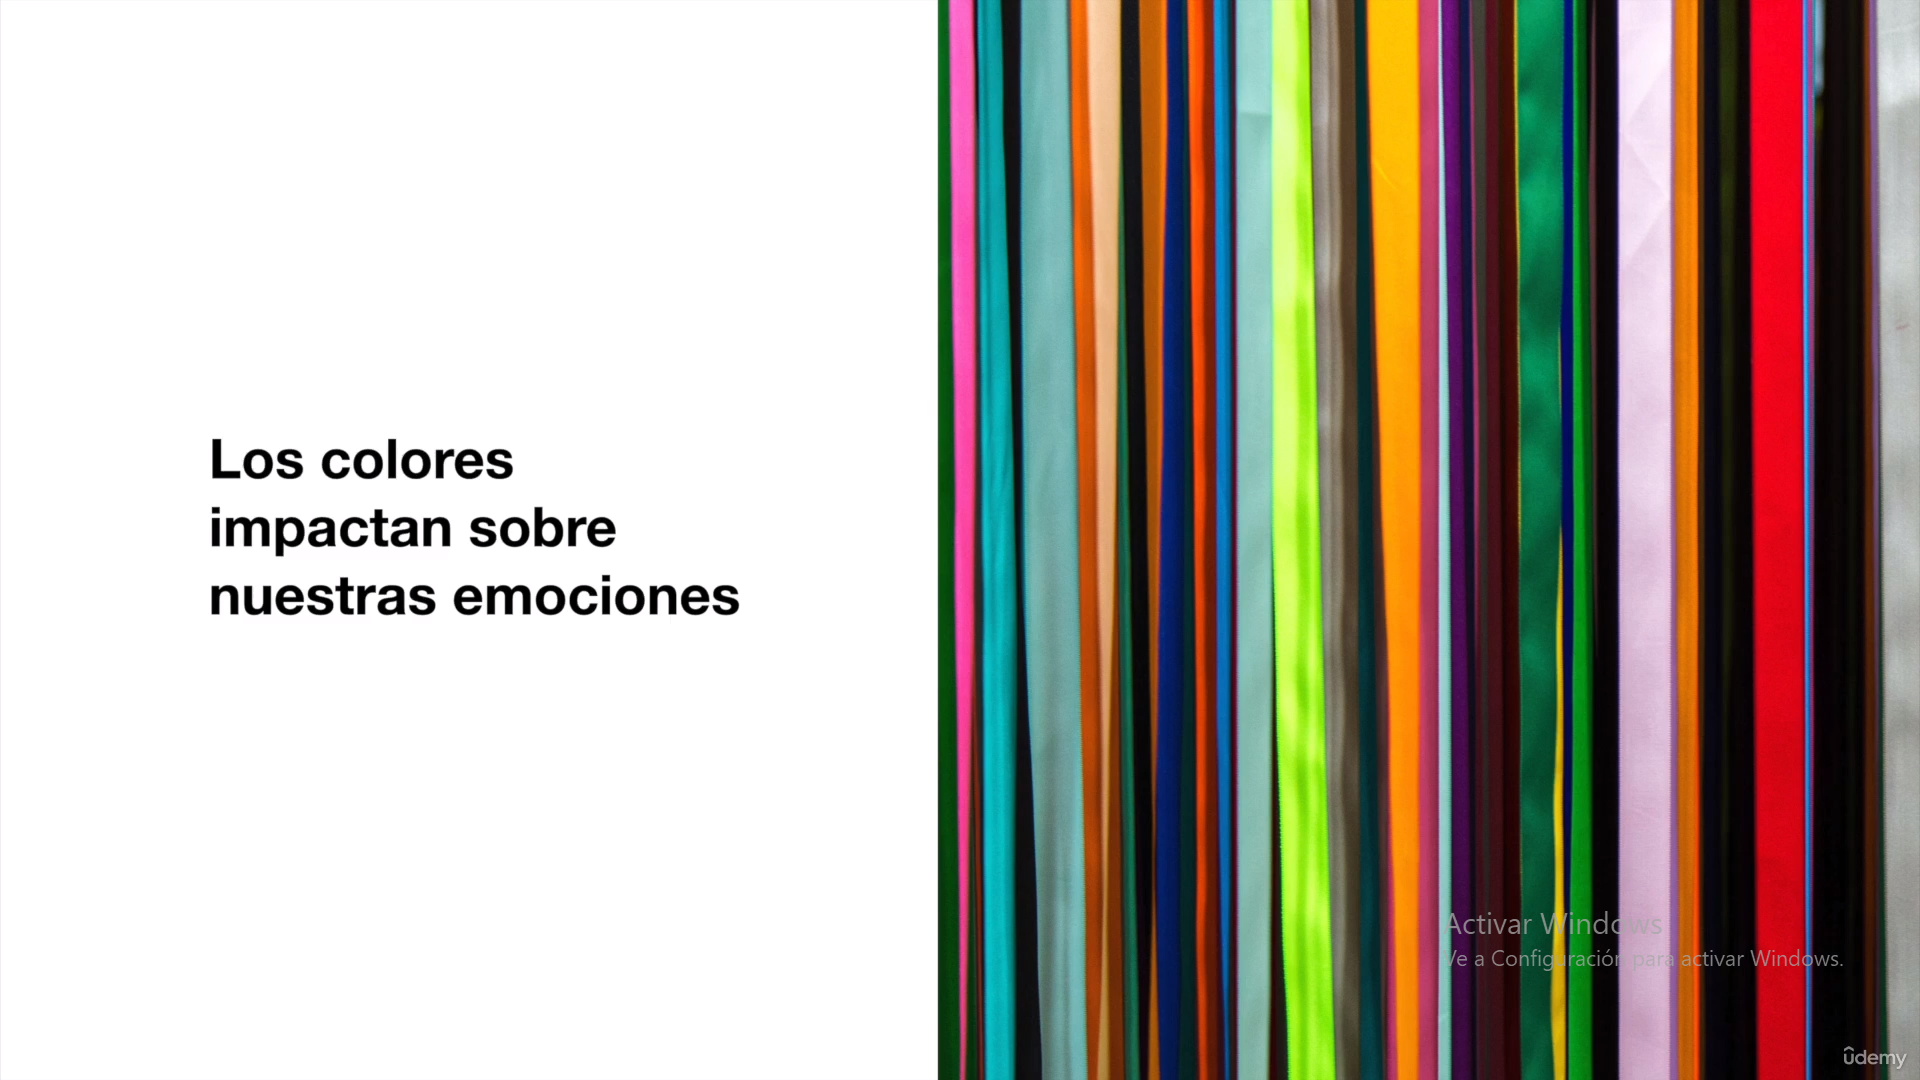 Los colores
impactan sobre
nuestras emociones
Activar Windows
Ve a Configuración para activar Windows.
ûdemy